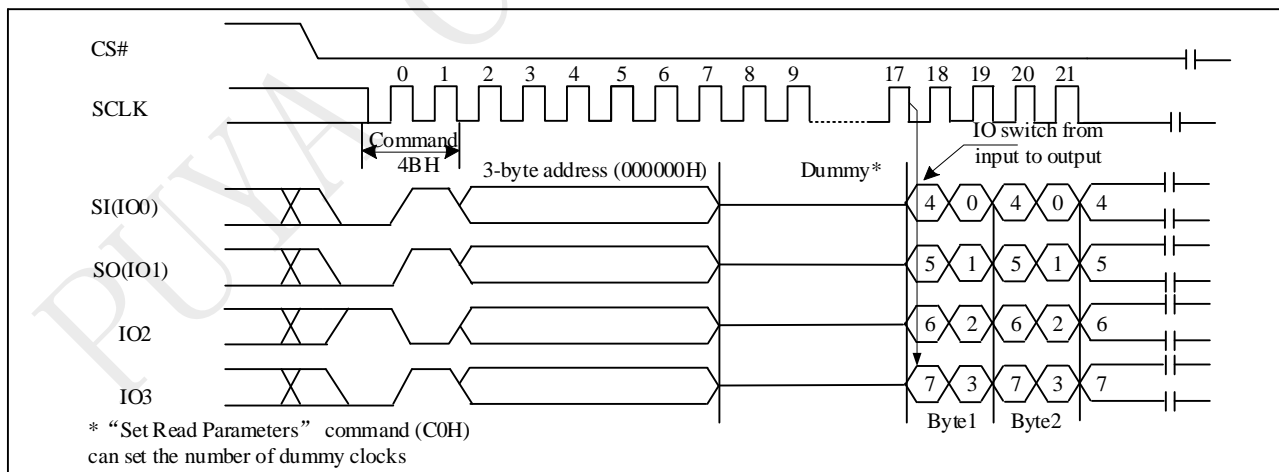 PUYA
CS#
0 1 2 3 4 5 6 7 8 9 17 18 19 20 21
SCLK
Command
4BH
IO switch from
input to output
3-byte address (000000H)
Dummy*
SI(IO0)
4 0 4 0 4
SO(IO1)
5 1 5 1 5
IO2
6 2 6 2 6
IO3
7 3 7 3 7
Byte1 Byte2
* “Set Read Parameters” command (C0H)
can set the number of dummy clocks